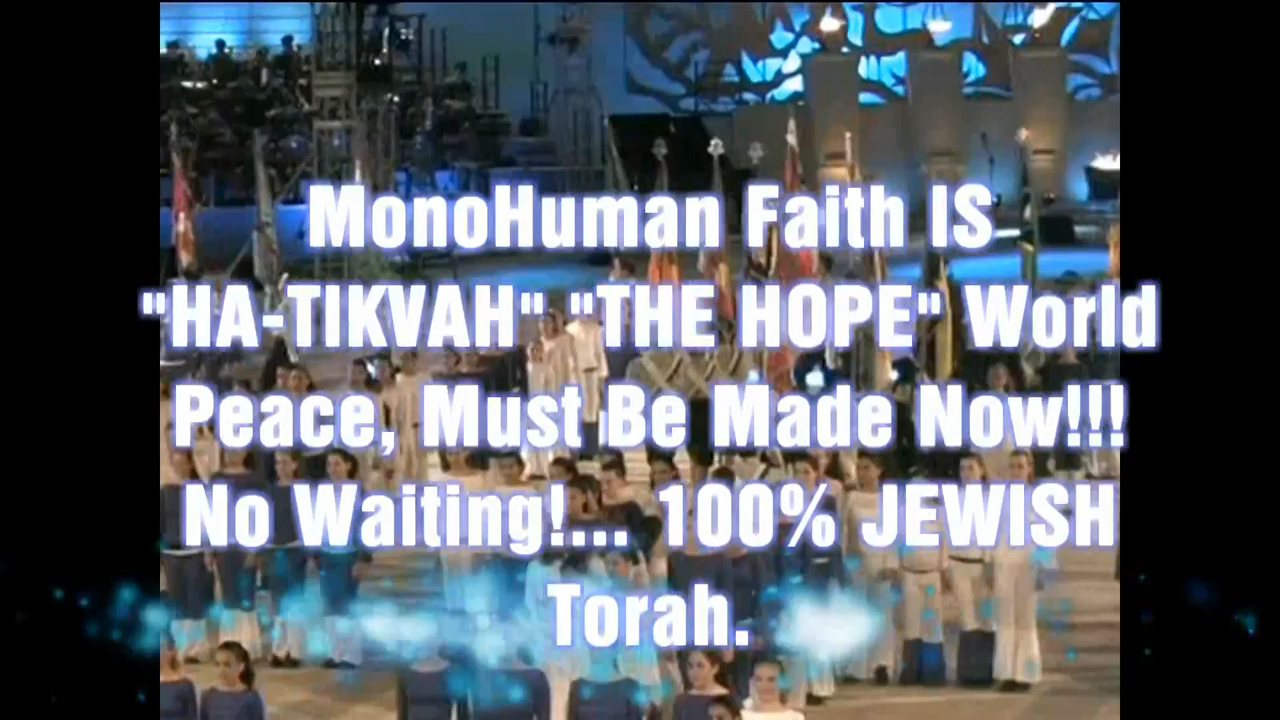 MonoHuman Faith IS
"HA-TIKVAH" "THE HOPE" World
Peace, Must Be Made Now!!!
No Waiting!... 100% JEWISH
Torah.